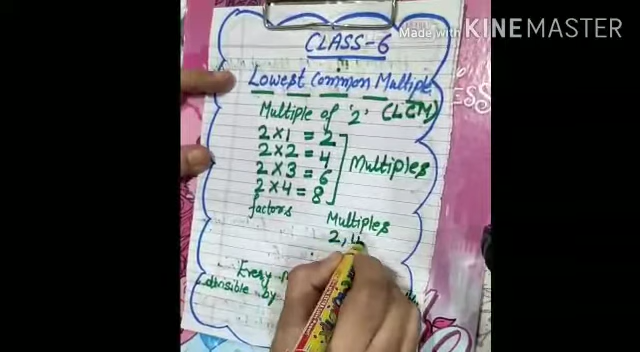 Made with KINEMASTER
CLASS-6
Lowest Common Multiple
(LCM)
Multiple of '2'
2×1 = 2
2×2 = 4
2×3 = 6
2×4 = 8
Multiples
factors
Multiples
2, 4
Every
divisible by
ESS